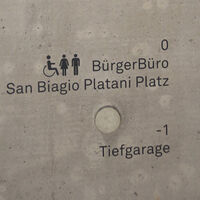 0
BürgerBüro
San Biagio Platani Platz
-1
Tiefgarage